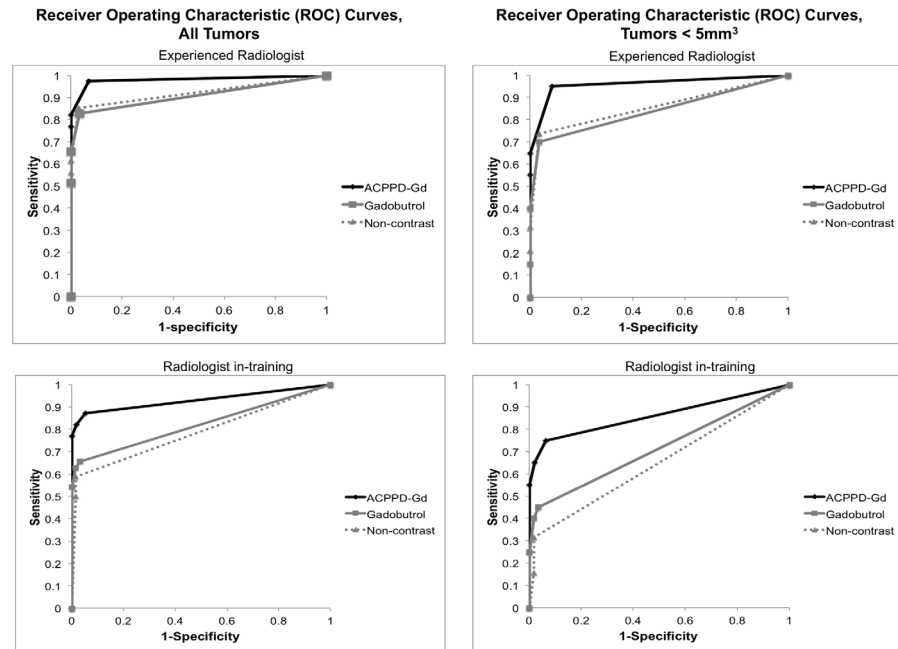 Receiver Operating Characteristic (ROC) Curves,
All Tumors
Experienced Radiologist
1
0.9
0.8
0.7
0.6
0.5
0.4
0.3
0.2
0.1
0
Sensitivity
ACPPD-Gd
Gadobutrol
Non-contrast
0 0.2 0.4 0.6 0.8 1
1-specificity
Receiver Operating Characteristic (ROC) Curves,
Tumors < 5mm³
Experienced Radiologist
1
0.9
0.8
0.7
0.6
0.5
0.4
0.3
0.2
0.1
0
Sensitivity
ACPPD-Gd
Gadobutrol
Non-contrast
0 0.2 0.4 0.6 0.8 1
1-specificity
Radiologist in-training
1
0.9
0.8
0.7
0.6
0.5
0.4
0.3
0.2
0.1
0
Sensitivity
ACPPD-Gd
Gadobutrol
Non-contrast
0 0.2 0.4 0.6 0.8 1
1-Specificity
Radiologist in-training
1
0.9
0.8
0.7
0.6
0.5
0.4
0.3
0.2
0.1
0
Sensitivity
ACPPD-Gd
Gadobutrol
Non-contrast
0 0.2 0.4 0.6 0.8 1
1-Specificity